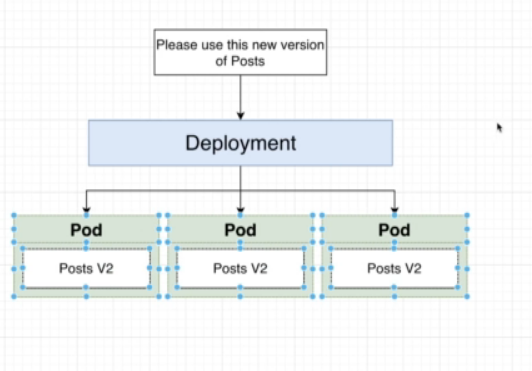 Please use this new version
of Posts
Deployment
Pod
Pod
Pod
Posts V2
Posts V2
Posts V2